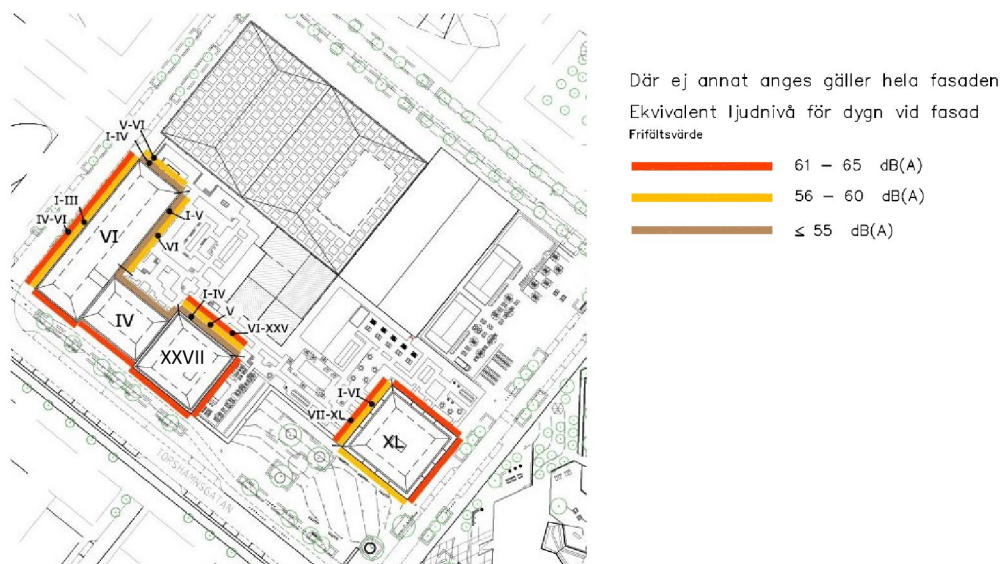 V-VI
I-IV
I-III
IV-VI
VI
I-V
VI
IV
I-IV
V
VI-XXV
XXVII
I-VI
VII-XL
XL
TORSHAMNSGATAN
Där ej annat anges gäller hela fasaden
Ekvivalent ljudnivå för dygn vid fasad
Frifältsvärde
61 – 65 dB(A)
56 – 60 dB(A)
≤ 55 dB(A)